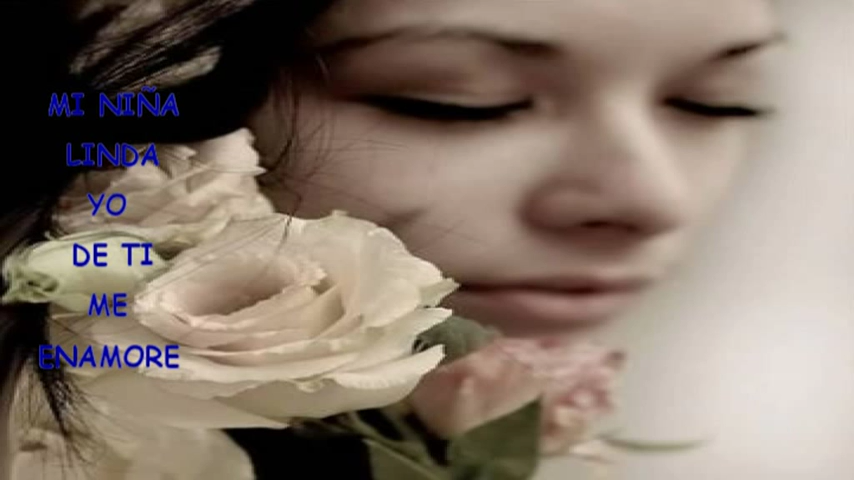 MI NIÑA
LINDA
YO
DE TI
ME
ENAMORE